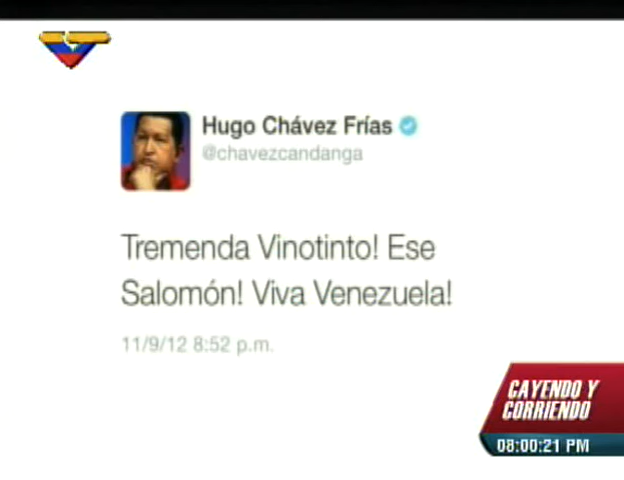 Hugo Chávez Frías
@chavezcandanga
Tremenda Vinotinto! Ese
Salomón! Viva Venezuela!
11/9/12 8:52 p.m.
CAYENDO Y
CORRIENDO
08:00:21 PM